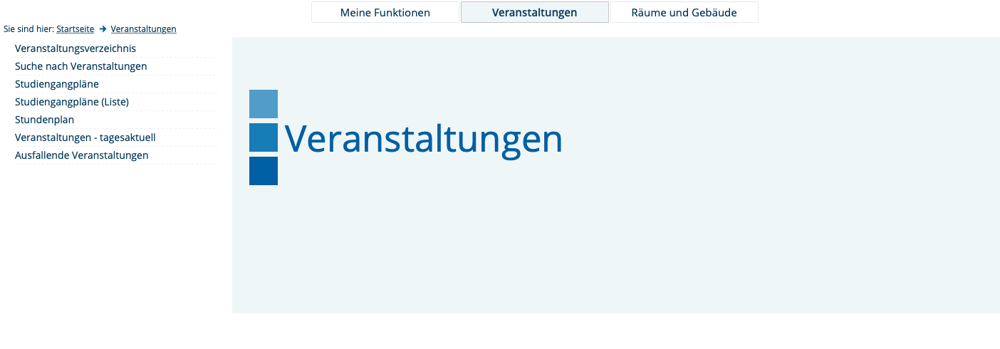 Meine Funktionen Veranstaltungen Räume und Gebäude
Sie sind hier: Startseite → Veranstaltungen
Veranstaltungsverzeichnis
Suche nach Veranstaltungen
Studiengangpläne
Studiengangpläne (Liste)
Stundenplan
Veranstaltungen - tagesaktuell
Ausfallende Veranstaltungen
Veranstaltungen